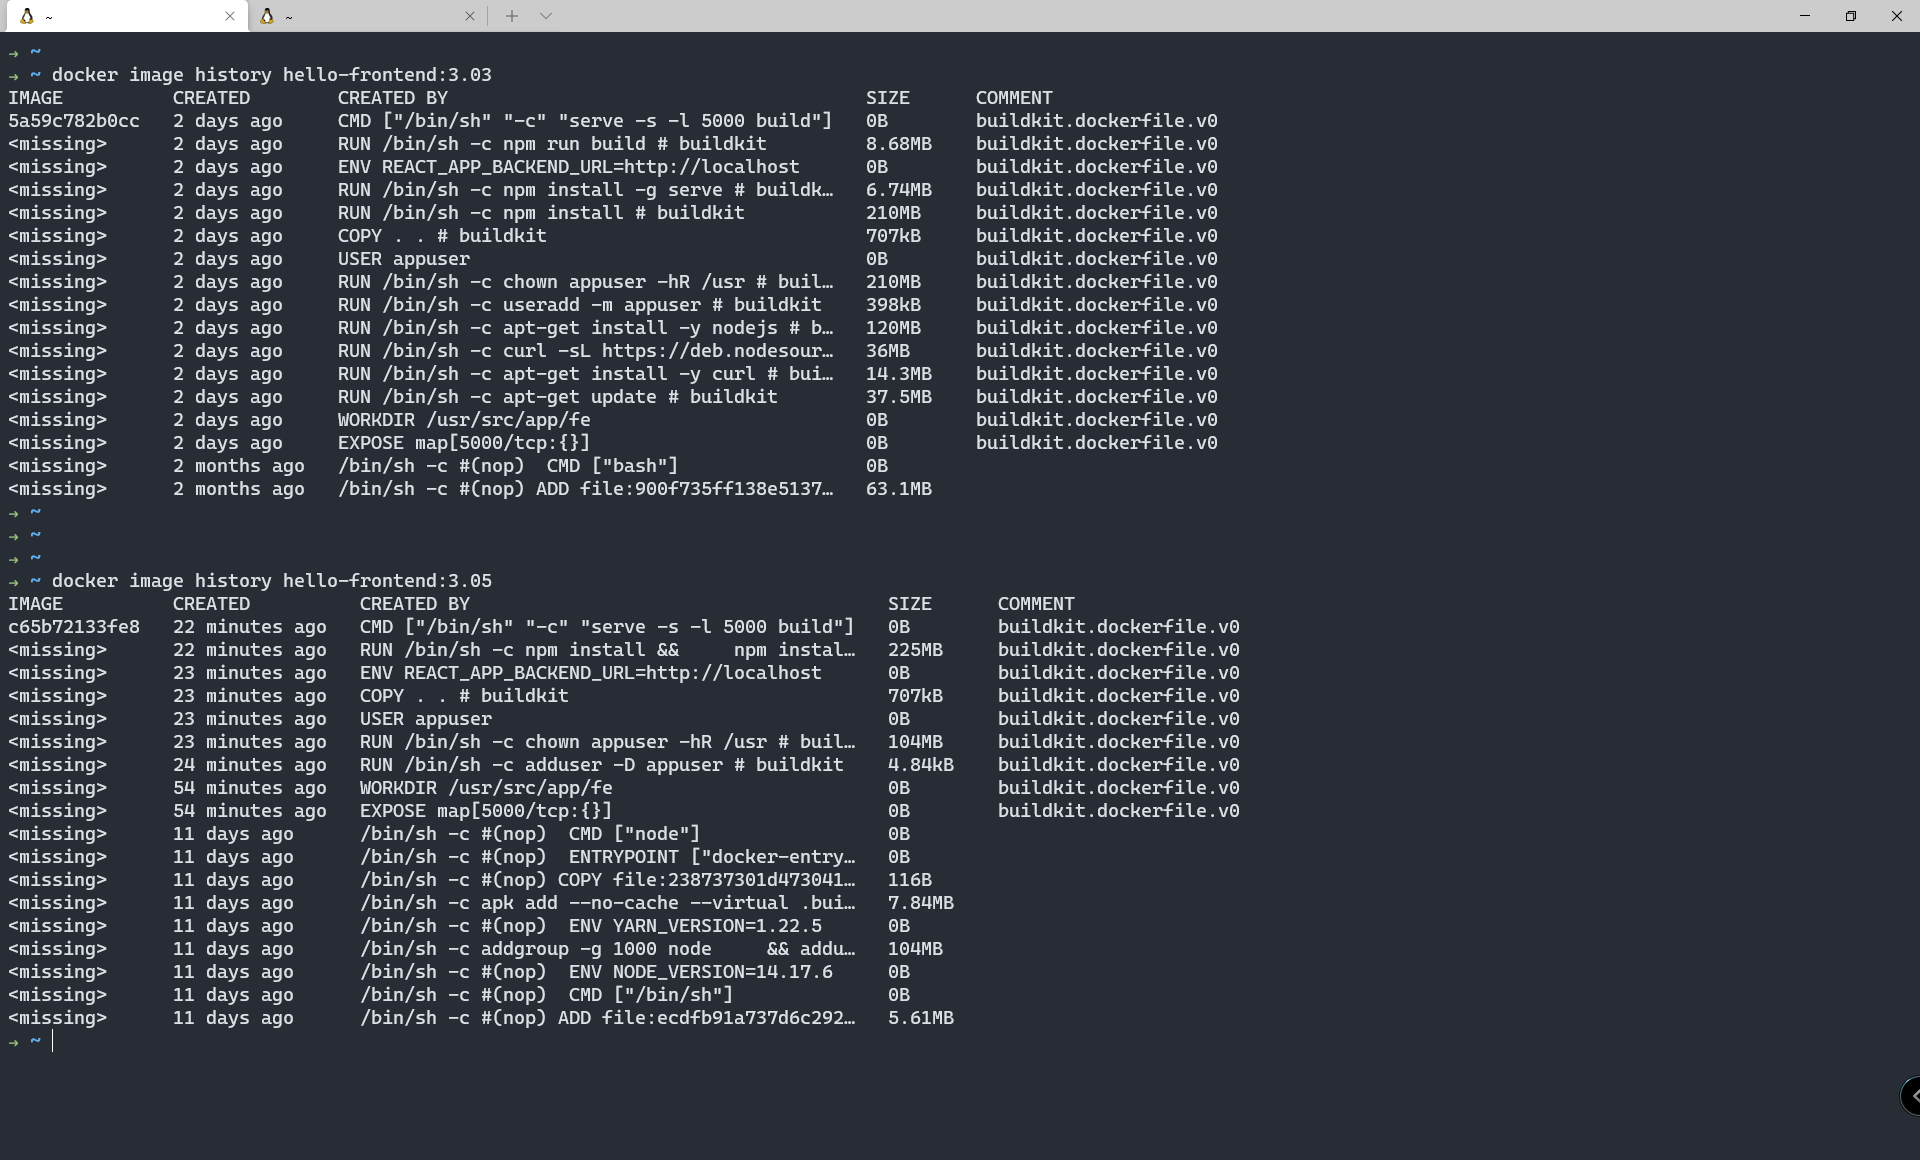 ~
~
~
~ docker image history hello-frontend:3.03
IMAGE CREATED CREATED BY SIZE COMMENT
5a59c782b0cc 2 days ago CMD ["/bin/sh" "-c" "serve -s -l 5000 build"] 0B buildkit.dockerfile.v0
<missing> 2 days ago RUN /bin/sh -c npm run build # buildkit 8.68MB buildkit.dockerfile.v0
<missing> 2 days ago ENV REACT_APP_BACKEND_URL=http://localhost 0B buildkit.dockerfile.v0
<missing> 2 days ago RUN /bin/sh -c npm install -g serve # buildk… 6.74MB buildkit.dockerfile.v0
<missing> 2 days ago RUN /bin/sh -c npm install # buildkit 210MB buildkit.dockerfile.v0
<missing> 2 days ago COPY . . # buildkit 707kB buildkit.dockerfile.v0
<missing> 2 days ago USER appuser 0B buildkit.dockerfile.v0
<missing> 2 days ago RUN /bin/sh -c chown appuser -hR /usr # buil… 210MB buildkit.dockerfile.v0
<missing> 2 days ago RUN /bin/sh -c useradd -m appuser # buildkit 398kB buildkit.dockerfile.v0
<missing> 2 days ago RUN /bin/sh -c apt-get install -y nodejs # b… 120MB buildkit.dockerfile.v0
<missing> 2 days ago RUN /bin/sh -c curl -sL https://deb.nodesour… 36MB buildkit.dockerfile.v0
<missing> 2 days ago RUN /bin/sh -c apt-get install -y curl # bui… 14.3MB buildkit.dockerfile.v0
<missing> 2 days ago RUN /bin/sh -c apt-get update # buildkit 37.5MB buildkit.dockerfile.v0
<missing> 2 days ago WORKDIR /usr/src/app/fe 0B buildkit.dockerfile.v0
<missing> 2 days ago EXPOSE map[5000/tcp:{}] 0B buildkit.dockerfile.v0
<missing> 2 months ago /bin/sh -c #(nop) CMD ["bash"] 0B
<missing> 2 months ago /bin/sh -c #(nop) ADD file:900f735ff138e5137… 63.1MB
→ ~
→ ~
→ ~
→ ~ docker image history hello-frontend:3.05
IMAGE CREATED CREATED BY SIZE COMMENT
c65b72133fe8 22 minutes ago CMD ["/bin/sh" "-c" "serve -s -l 5000 build"] 0B buildkit.dockerfile.v0
<missing> 22 minutes ago RUN /bin/sh -c npm install && npm instal… 225MB buildkit.dockerfile.v0
<missing> 23 minutes ago ENV REACT_APP_BACKEND_URL=http://localhost 0B buildkit.dockerfile.v0
<missing> 23 minutes ago COPY . . # buildkit 707kB buildkit.dockerfile.v0
<missing> 23 minutes ago USER appuser 0B buildkit.dockerfile.v0
<missing> 23 minutes ago RUN /bin/sh -c chown appuser -hR /usr # buil… 104MB buildkit.dockerfile.v0
<missing> 24 minutes ago RUN /bin/sh -c adduser -D appuser # buildkit 4.84kB buildkit.dockerfile.v0
<missing> 54 minutes ago WORKDIR /usr/src/app/fe 0B buildkit.dockerfile.v0
<missing> 54 minutes ago EXPOSE map[5000/tcp:{}] 0B buildkit.dockerfile.v0
<missing> 11 days ago /bin/sh -c #(nop) CMD ["node"] 0B
<missing> 11 days ago /bin/sh -c #(nop) ENTRYPOINT ["docker-entry… 0B
<missing> 11 days ago /bin/sh -c #(nop) COPY file:238737301d473041… 116B
<missing> 11 days ago /bin/sh -c apk add --no-cache --virtual .bui… 7.84MB
<missing> 11 days ago /bin/sh -c #(nop) ENV YARN_VERSION=1.22.5 0B
<missing> 11 days ago /bin/sh -c addgroup -g 1000 node && addu… 104MB
<missing> 11 days ago /bin/sh -c #(nop) ENV NODE_VERSION=14.17.6 0B
<missing> 11 days ago /bin/sh -c #(nop) CMD ["/bin/sh"] 0B
<missing> 11 days ago /bin/sh -c #(nop) ADD file:ecdfb91a737d6c292… 5.61MB
→ ~